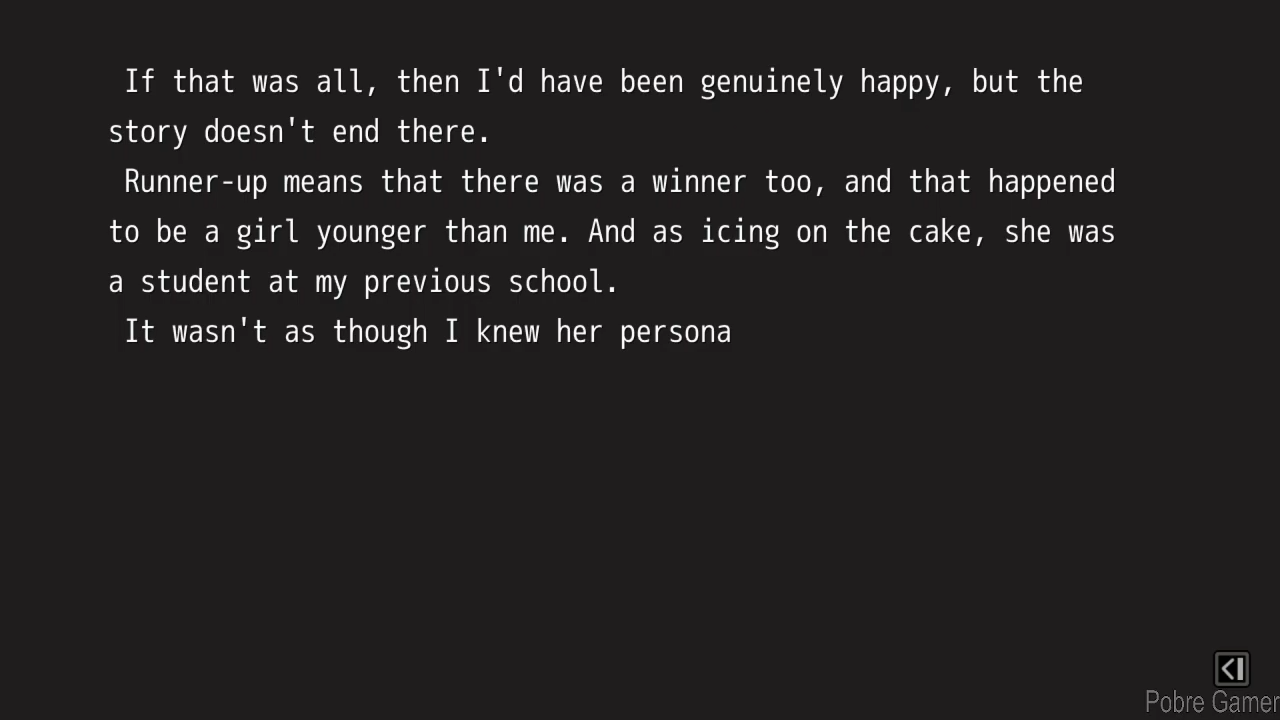 If that was all, then I'd have been genuinely happy, but the
story doesn't end there.
Runner-up means that there was a winner too, and that happened
to be a girl younger than me. And as icing on the cake, she was
a student at my previous school.
It wasn't as though I knew her persona
Pobre Gamer